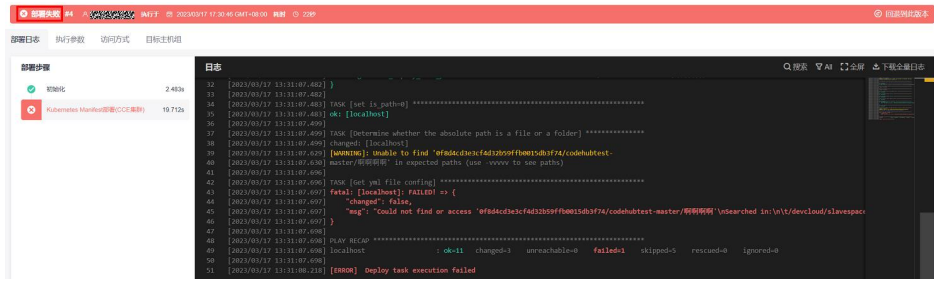 部署失败 #4 执行于 2023/03/17 17:30:46 GMT+08:00 耗时 22秒 回滚到此版本
部署日志 执行参数 访问方式 目标主机组
部署步骤
初始化 2.483s
Kubernetes Manifest部署(CCE集群) 19.712s
日志 搜索 All 全屏 下载全量日志
32 [2023/03/17 13:31:07.482] }
33 [2023/03/17 13:31:07.482]
34 [2023/03/17 13:31:07.483] TASK [set is_path=0] ****************************************************************
35 [2023/03/17 13:31:07.483] ok: [localhost]
36 [2023/03/17 13:31:07.499]
37 [2023/03/17 13:31:07.499] TASK [Determine whether the absolute path is a file or a folder] ***************
38 [2023/03/17 13:31:07.499] changed: [localhost]
39 [2023/03/17 13:31:07.629] [WARNING]: Unable to find '0f8d4cd3e3cf4d32b59ffb0015db3f74/codehubtest-
40 [2023/03/17 13:31:07.630] master/啊啊啊啊' in expected paths (use -vvvvv to see paths)
41 [2023/03/17 13:31:07.696]
42 [2023/03/17 13:31:07.696] TASK [Get yml file confing] ****************************************************
43 [2023/03/17 13:31:07.697] fatal: [localhost]: FAILED! => {
44 [2023/03/17 13:31:07.697] "changed": false,
45 [2023/03/17 13:31:07.697] "msg": "Could not find or access '0f8d4cd3e3cf4d32b59ffb0015db3f74/codehubtest-master/啊啊啊啊'\nSearched in:\n\t/devcloud/slavespace
46 [2023/03/17 13:31:07.697] }
47 [2023/03/17 13:31:07.698]
48 [2023/03/17 13:31:07.698] PLAY RECAP *********************************************************************
49 [2023/03/17 13:31:07.698] localhost : ok=11 changed=3 unreachable=0 failed=1 skipped=5 rescued=0 ignored=0
50 [2023/03/17 13:31:07.698]
51 [2023/03/17 13:31:08.218] [ERROR] Deploy task execution failed